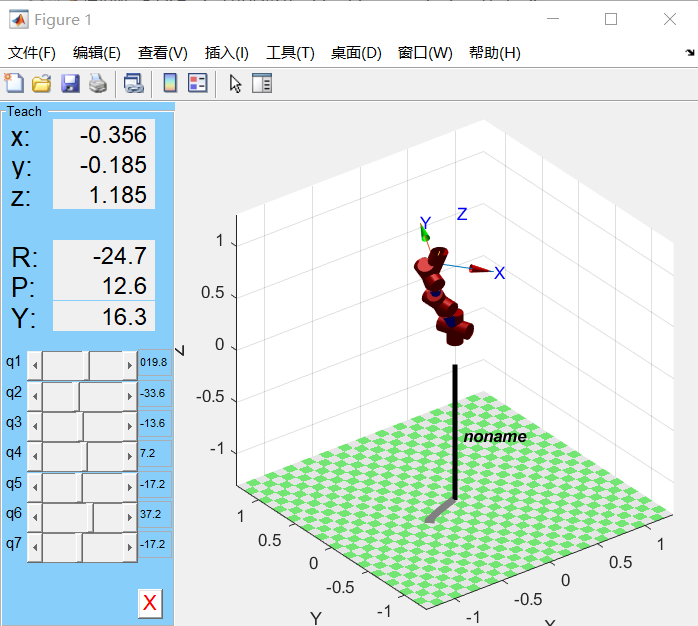 Figure 1
文件(F) 编辑(E) 查看(V) 插入(I) 工具(T) 桌面(D) 窗口(W) 帮助(H)
Teach
x: -0.356
y: -0.185
z: 1.185
R: -24.7
P: 12.6
Y: 16.3
q1 019.8
q2 -33.6
q3 -13.6
q4 7.2
q5 -17.2
q6 37.2
q7 -17.2
X
Z
1
0.5
0
-0.5
-1
Y
Z
X
noname
1
0.5
0
-0.5
-1
Y
-1
-0.5
0
0.5
1
X